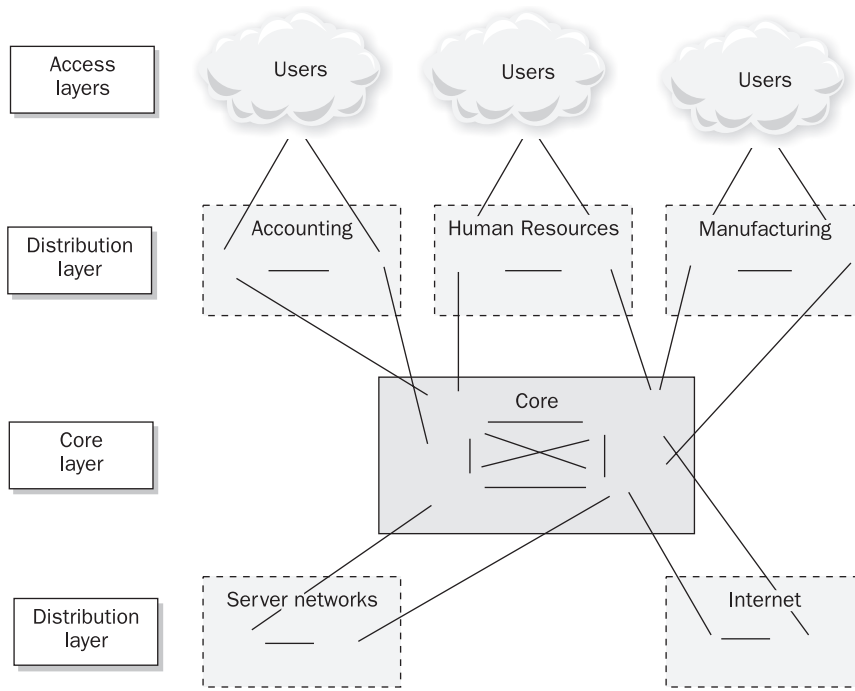 Access
layers
Users
Users
Users
Distribution
layer
Accounting
Human Resources
Manufacturing
Core
layer
Core
Distribution
layer
Server networks
Internet